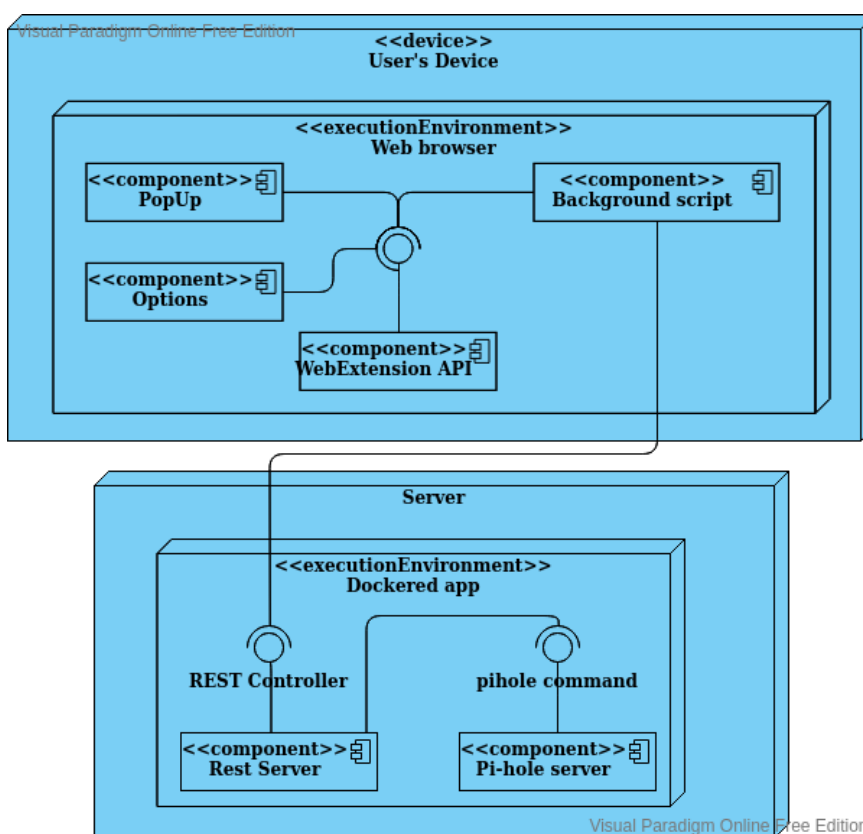 Visual Paradigm Online Free Edition
<<device>>
User's Device
<<executionEnvironment>>
Web browser
<<component>>
PopUp
<<component>>
Background script
<<component>>
Options
<<component>>
WebExtension API
Server
<<executionEnvironment>>
Dockered app
REST Controller
pihole command
<<component>>
Rest Server
<<component>>
Pi-hole server
Visual Paradigm Online Free Edition